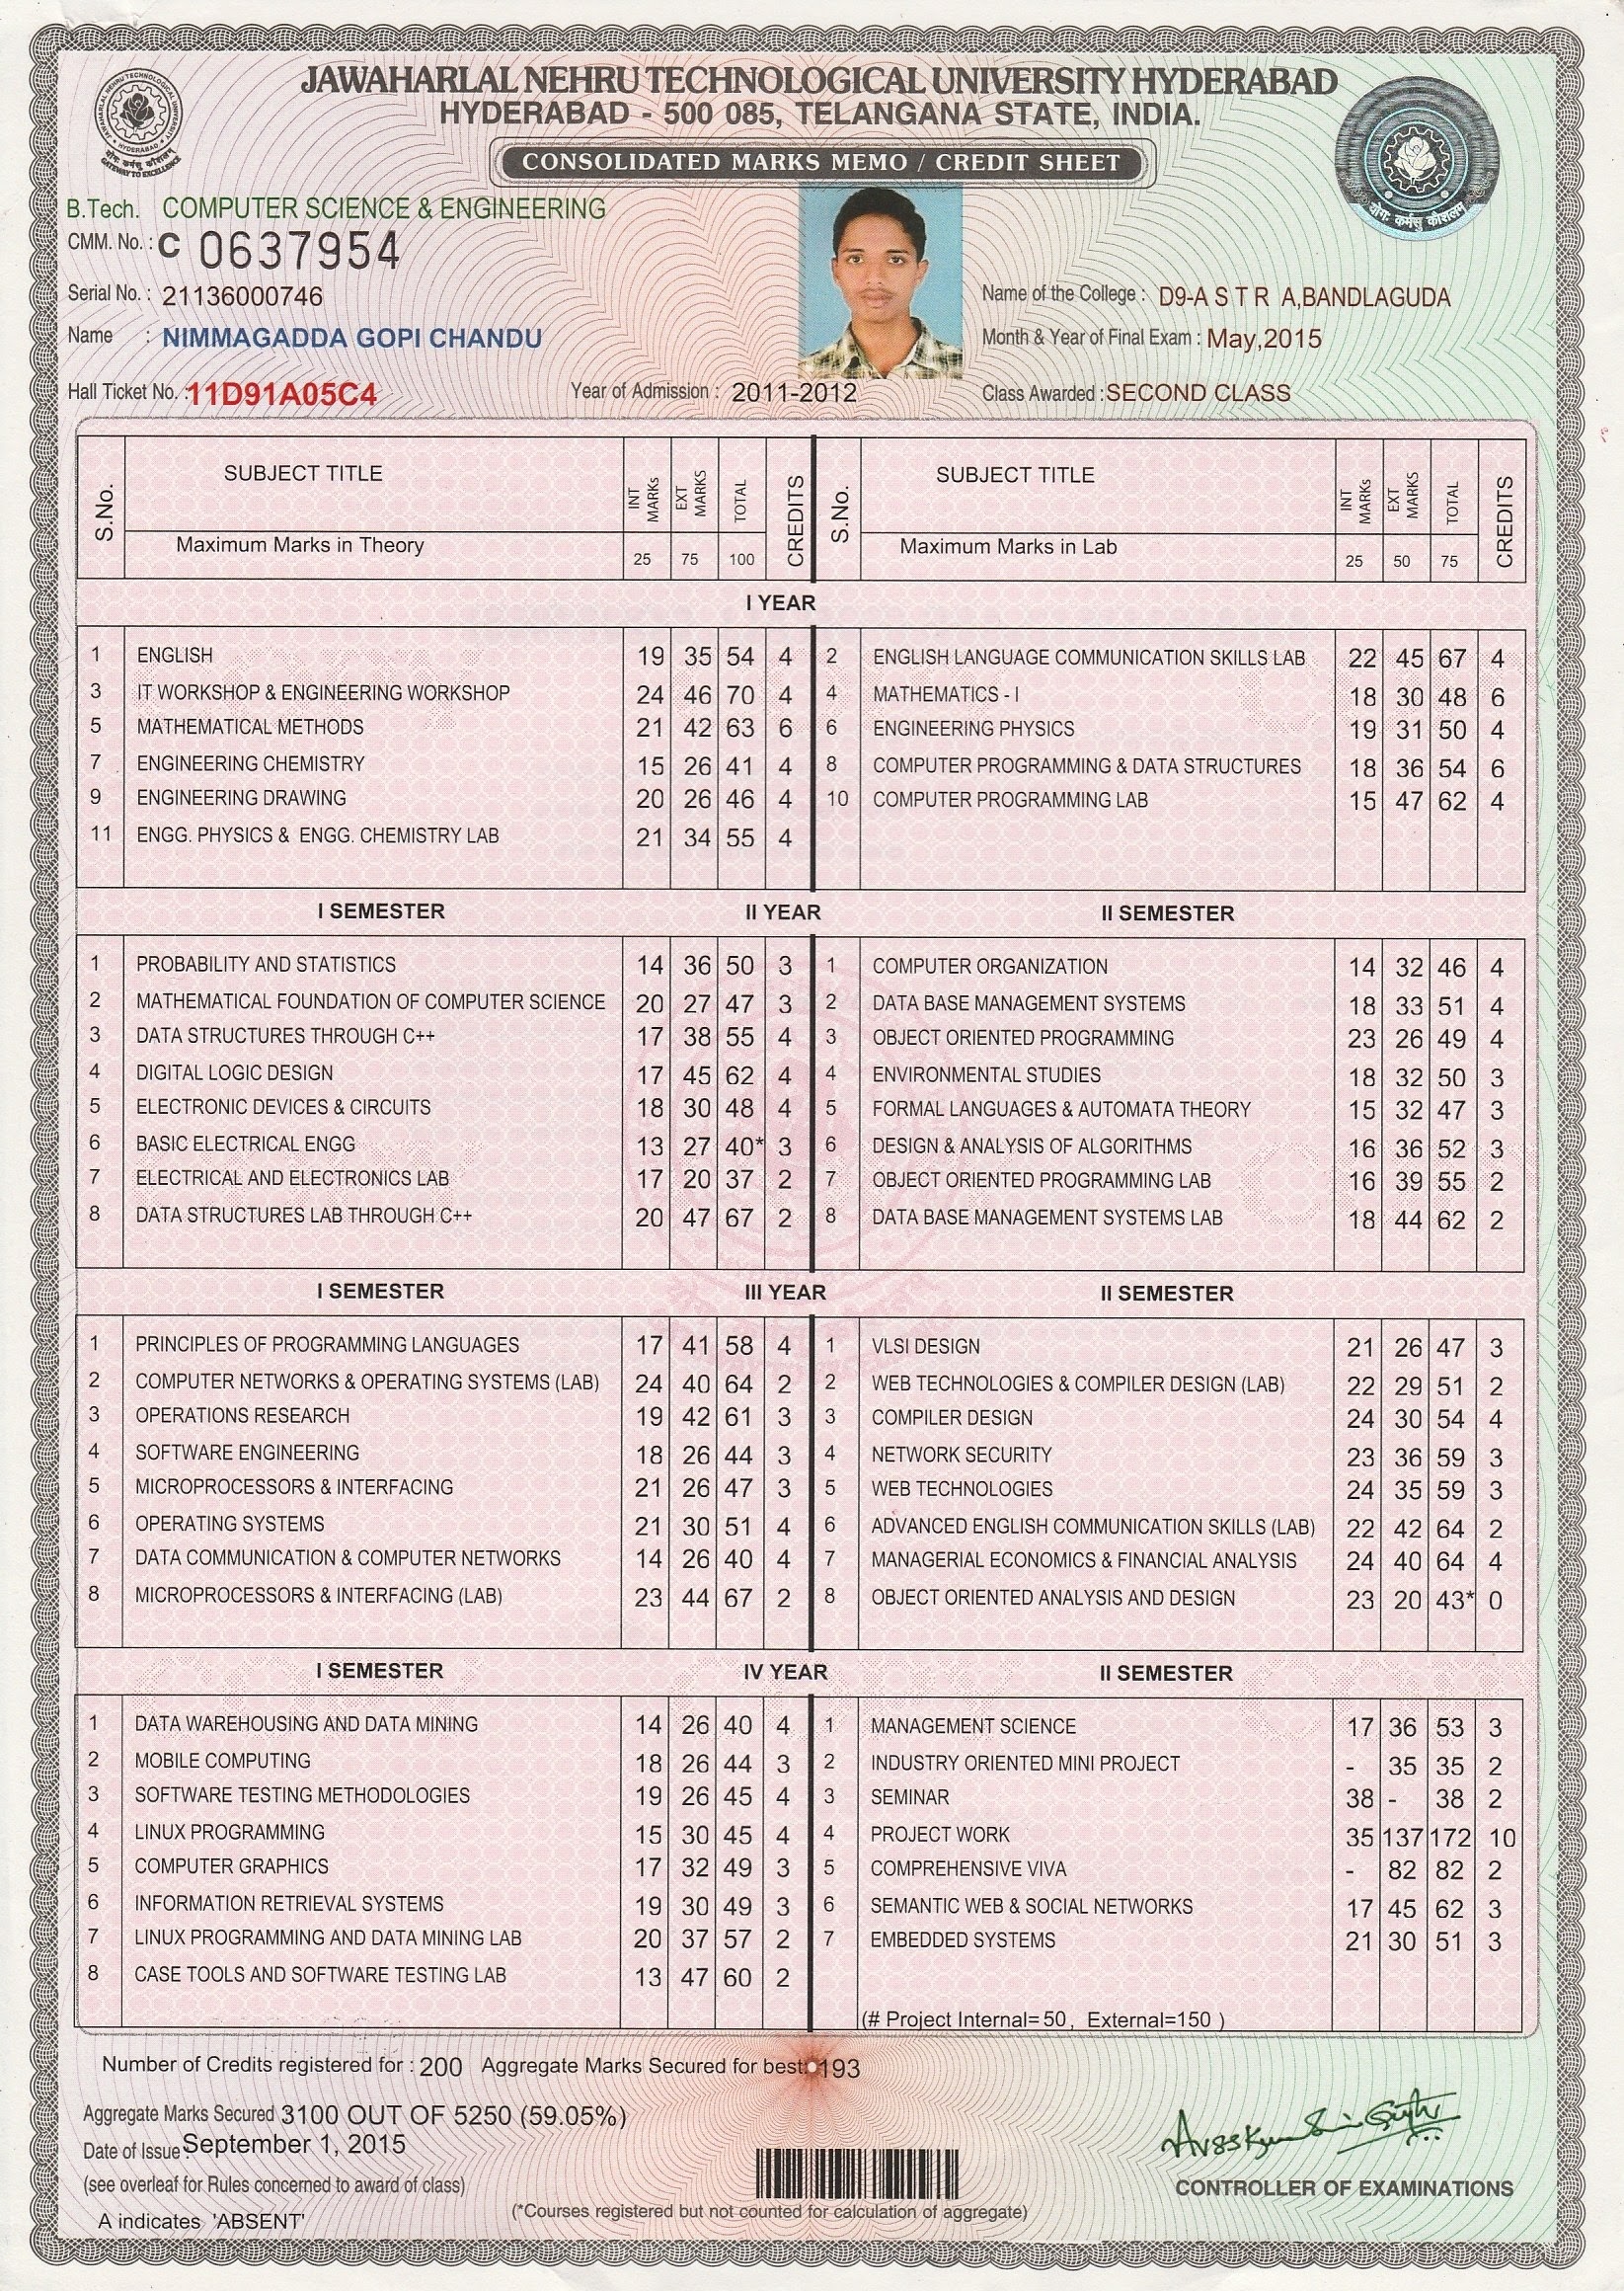 JAWAHARLAL NEHRU TECHNOLOGICAL UNIVERSITY HYDERABAD
HYDERABAD - 500 085, TELANGANA STATE, INDIA.
CONSOLIDATED MARKS MEMO / CREDIT SHEET
JAWAHARLAL NEHRU TECHNOLOGICAL UNIVERSITY
HYDERABAD
योगः कर्मसु कौशलम्
GATEWAY TO EXCELLENCE
योगः कर्मसु कौशलम्
B.Tech. COMPUTER SCIENCE & ENGINEERING
CMM. No. : C 0637954
Serial No. : 21136000746 Name of the College : D9-A S T R A,BANDLAGUDA
Name : NIMMAGADDA GOPI CHANDU Month & Year of Final Exam : May,2015
Hall Ticket No. : 11D91A05C4 Year of Admission : 2011-2012 Class Awarded : SECOND CLASS
S.No. SUBJECT TITLE INT MARKs EXT MARKS TOTAL CREDITS S.No. SUBJECT TITLE INT MARKs EXT MARKS TOTAL CREDITS
Maximum Marks in Theory 25 75 100 Maximum Marks in Lab 25 50 75
I YEAR
1 ENGLISH 19 35 54 4 2 ENGLISH LANGUAGE COMMUNICATION SKILLS LAB 22 45 67 4
3 IT WORKSHOP & ENGINEERING WORKSHOP 24 46 70 4 4 MATHEMATICS - I 18 30 48 6
5 MATHEMATICAL METHODS 21 42 63 6 6 ENGINEERING PHYSICS 19 31 50 4
7 ENGINEERING CHEMISTRY 15 26 41 4 8 COMPUTER PROGRAMMING & DATA STRUCTURES 18 36 54 6
9 ENGINEERING DRAWING 20 26 46 4 10 COMPUTER PROGRAMMING LAB 15 47 62 4
11 ENGG. PHYSICS & ENGG. CHEMISTRY LAB 21 34 55 4
I SEMESTER II YEAR II SEMESTER
1 PROBABILITY AND STATISTICS 14 36 50 3 1 COMPUTER ORGANIZATION 14 32 46 4
2 MATHEMATICAL FOUNDATION OF COMPUTER SCIENCE 20 27 47 3 2 DATA BASE MANAGEMENT SYSTEMS 18 33 51 4
3 DATA STRUCTURES THROUGH C++ 17 38 55 4 3 OBJECT ORIENTED PROGRAMMING 23 26 49 4
4 DIGITAL LOGIC DESIGN 17 45 62 4 4 ENVIRONMENTAL STUDIES 18 32 50 3
5 ELECTRONIC DEVICES & CIRCUITS 18 30 48 4 5 FORMAL LANGUAGES & AUTOMATA THEORY 15 32 47 3
6 BASIC ELECTRICAL ENGG 13 27 40* 3 6 DESIGN & ANALYSIS OF ALGORITHMS 16 36 52 3
7 ELECTRICAL AND ELECTRONICS LAB 17 20 37 2 7 OBJECT ORIENTED PROGRAMMING LAB 16 39 55 2
8 DATA STRUCTURES LAB THROUGH C++ 20 47 67 2 8 DATA BASE MANAGEMENT SYSTEMS LAB 18 44 62 2
I SEMESTER III YEAR II SEMESTER
1 PRINCIPLES OF PROGRAMMING LANGUAGES 17 41 58 4 1 VLSI DESIGN 21 26 47 3
2 COMPUTER NETWORKS & OPERATING SYSTEMS (LAB) 24 40 64 2 2 WEB TECHNOLOGIES & COMPILER DESIGN (LAB) 22 29 51 2
3 OPERATIONS RESEARCH 19 42 61 3 3 COMPILER DESIGN 24 30 54 4
4 SOFTWARE ENGINEERING 18 26 44 3 4 NETWORK SECURITY 23 36 59 3
5 MICROPROCESSORS & INTERFACING 21 26 47 3 5 WEB TECHNOLOGIES 24 35 59 3
6 OPERATING SYSTEMS 21 30 51 4 6 ADVANCED ENGLISH COMMUNICATION SKILLS (LAB) 22 42 64 2
7 DATA COMMUNICATION & COMPUTER NETWORKS 14 26 40 4 7 MANAGERIAL ECONOMICS & FINANCIAL ANALYSIS 24 40 64 4
8 MICROPROCESSORS & INTERFACING (LAB) 23 44 67 2 8 OBJECT ORIENTED ANALYSIS AND DESIGN 23 20 43* 0
I SEMESTER IV YEAR II SEMESTER
1 DATA WAREHOUSING AND DATA MINING 14 26 40 4 1 MANAGEMENT SCIENCE 17 36 53 3
2 MOBILE COMPUTING 18 26 44 3 2 INDUSTRY ORIENTED MINI PROJECT - 35 35 2
3 SOFTWARE TESTING METHODOLOGIES 19 26 45 4 3 SEMINAR 38 - 38 2
4 LINUX PROGRAMMING 15 30 45 4 4 PROJECT WORK 35 137 172 10
5 COMPUTER GRAPHICS 17 32 49 3 5 COMPREHENSIVE VIVA - 82 82 2
6 INFORMATION RETRIEVAL SYSTEMS 19 30 49 3 6 SEMANTIC WEB & SOCIAL NETWORKS 17 45 62 3
7 LINUX PROGRAMMING AND DATA MINING LAB 20 37 57 2 7 EMBEDDED SYSTEMS 21 30 51 3
8 CASE TOOLS AND SOFTWARE TESTING LAB 13 47 60 2
(# Project Internal= 50, External=150 )
Number of Credits registered for : 200 Aggregate Marks Secured for best: 193
Aggregate Marks Secured 3100 OUT OF 5250 (59.05%)
Date of Issue : September 1, 2015
(see overleaf for Rules concerned to award of class) CONTROLLER OF EXAMINATIONS
(*Courses registered but not counted for calculation of aggregate)
A indicates 'ABSENT'